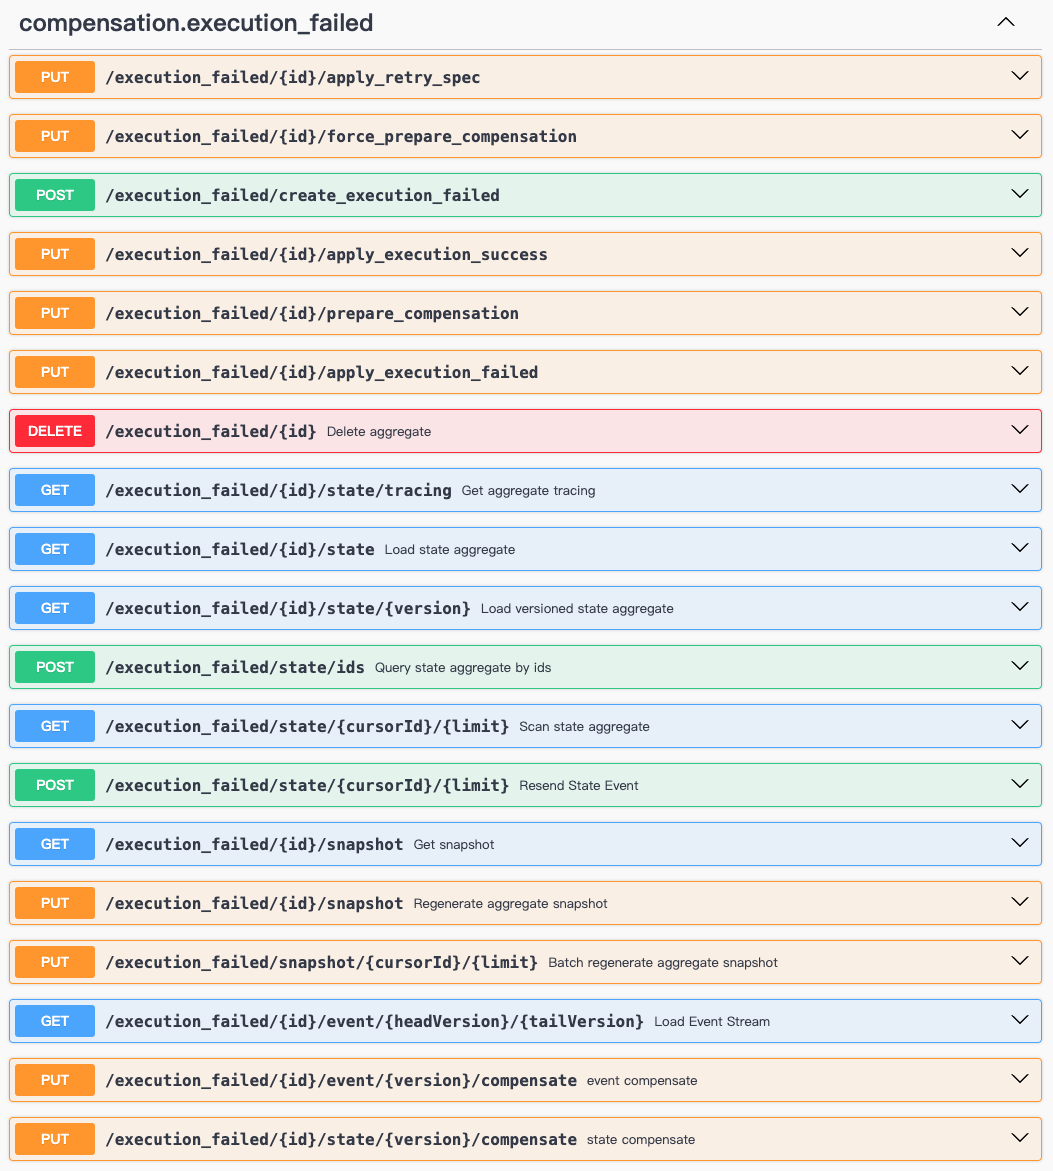 compensation.execution_failed
PUT /execution_failed/{id}/apply_retry_spec
PUT /execution_failed/{id}/force_prepare_compensation
POST /execution_failed/create_execution_failed
PUT /execution_failed/{id}/apply_execution_success
PUT /execution_failed/{id}/prepare_compensation
PUT /execution_failed/{id}/apply_execution_failed
DELETE /execution_failed/{id} Delete aggregate
GET /execution_failed/{id}/state/tracing Get aggregate tracing
GET /execution_failed/{id}/state Load state aggregate
GET /execution_failed/{id}/state/{version} Load versioned state aggregate
POST /execution_failed/state/ids Query state aggregate by ids
GET /execution_failed/state/{cursorId}/{limit} Scan state aggregate
POST /execution_failed/state/{cursorId}/{limit} Resend State Event
GET /execution_failed/{id}/snapshot Get snapshot
PUT /execution_failed/{id}/snapshot Regenerate aggregate snapshot
PUT /execution_failed/snapshot/{cursorId}/{limit} Batch regenerate aggregate snapshot
GET /execution_failed/{id}/event/{headVersion}/{tailVersion} Load Event Stream
PUT /execution_failed/{id}/event/{version}/compensate event compensate
PUT /execution_failed/{id}/state/{version}/compensate state compensate